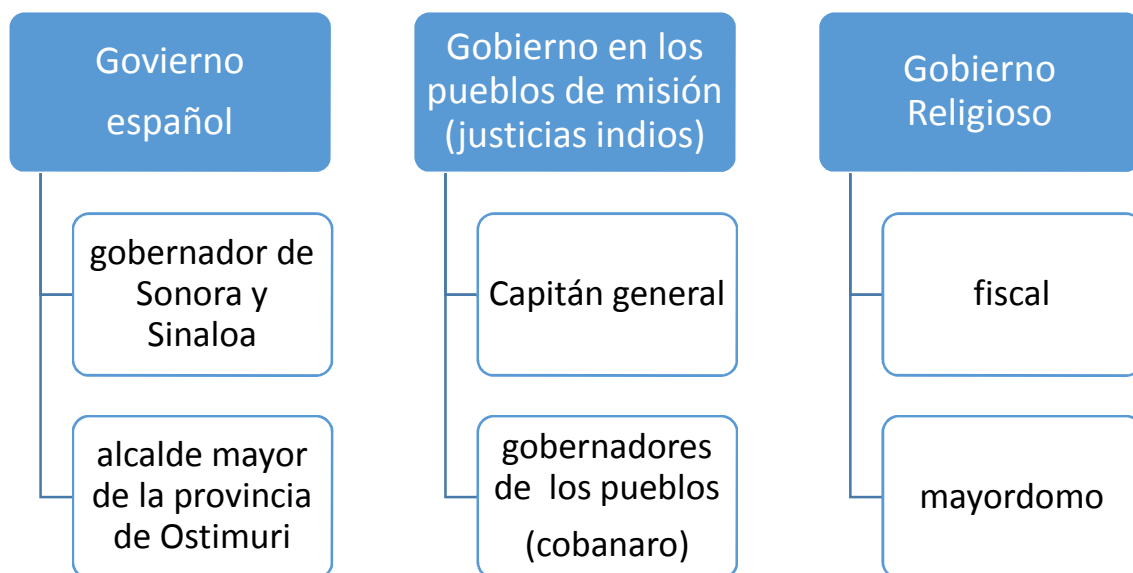 Govierno
español
gobernador de
Sonora y
Sinaloa
alcalde mayor
de la provincia
de Ostimuri
Gobierno en los
pueblos de misión
(justicias indios)
Capitán general
gobernadores
de los pueblos
(cobanaro)
Gobierno
Religioso
fiscal
mayordomo